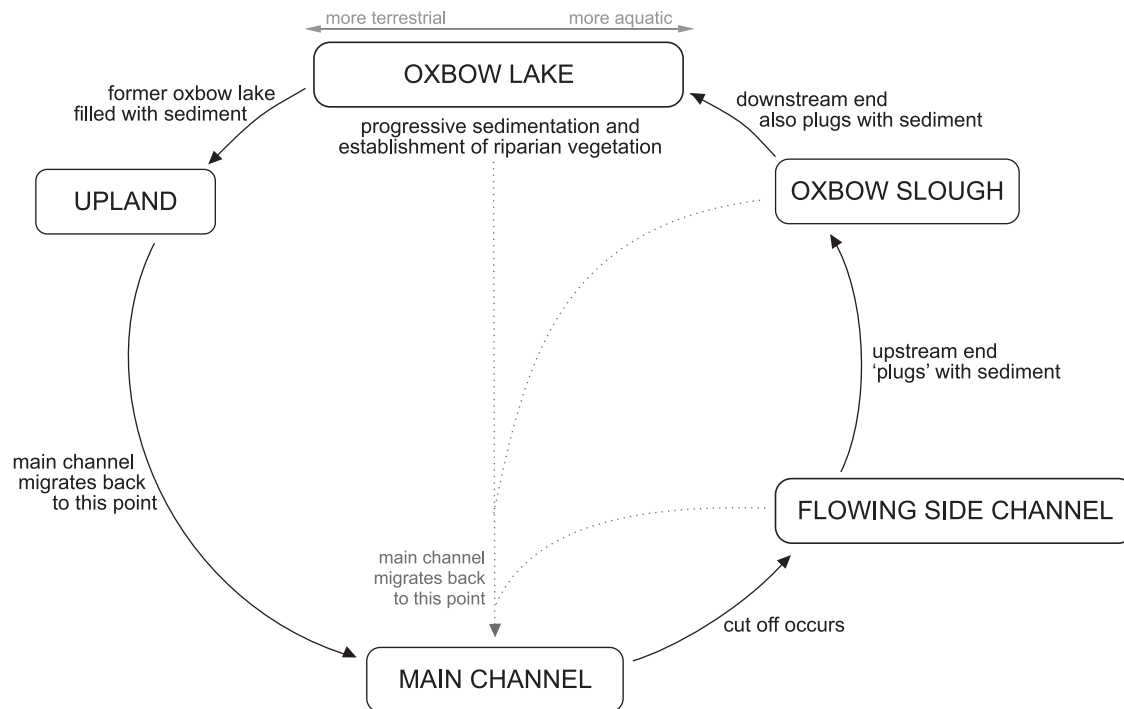 more terrestrial
more aquatic
OXBOW LAKE
former oxbow lake
filled with sediment
downstream end
also plugs with sediment
progressive sedimentation and
establishment of riparian vegetation
UPLAND
OXBOW SLOUGH
upstream end
‘plugs’ with sediment
main channel
migrates back
to this point
FLOWING SIDE CHANNEL
main channel
migrates back
to this point
cut off occurs
MAIN CHANNEL